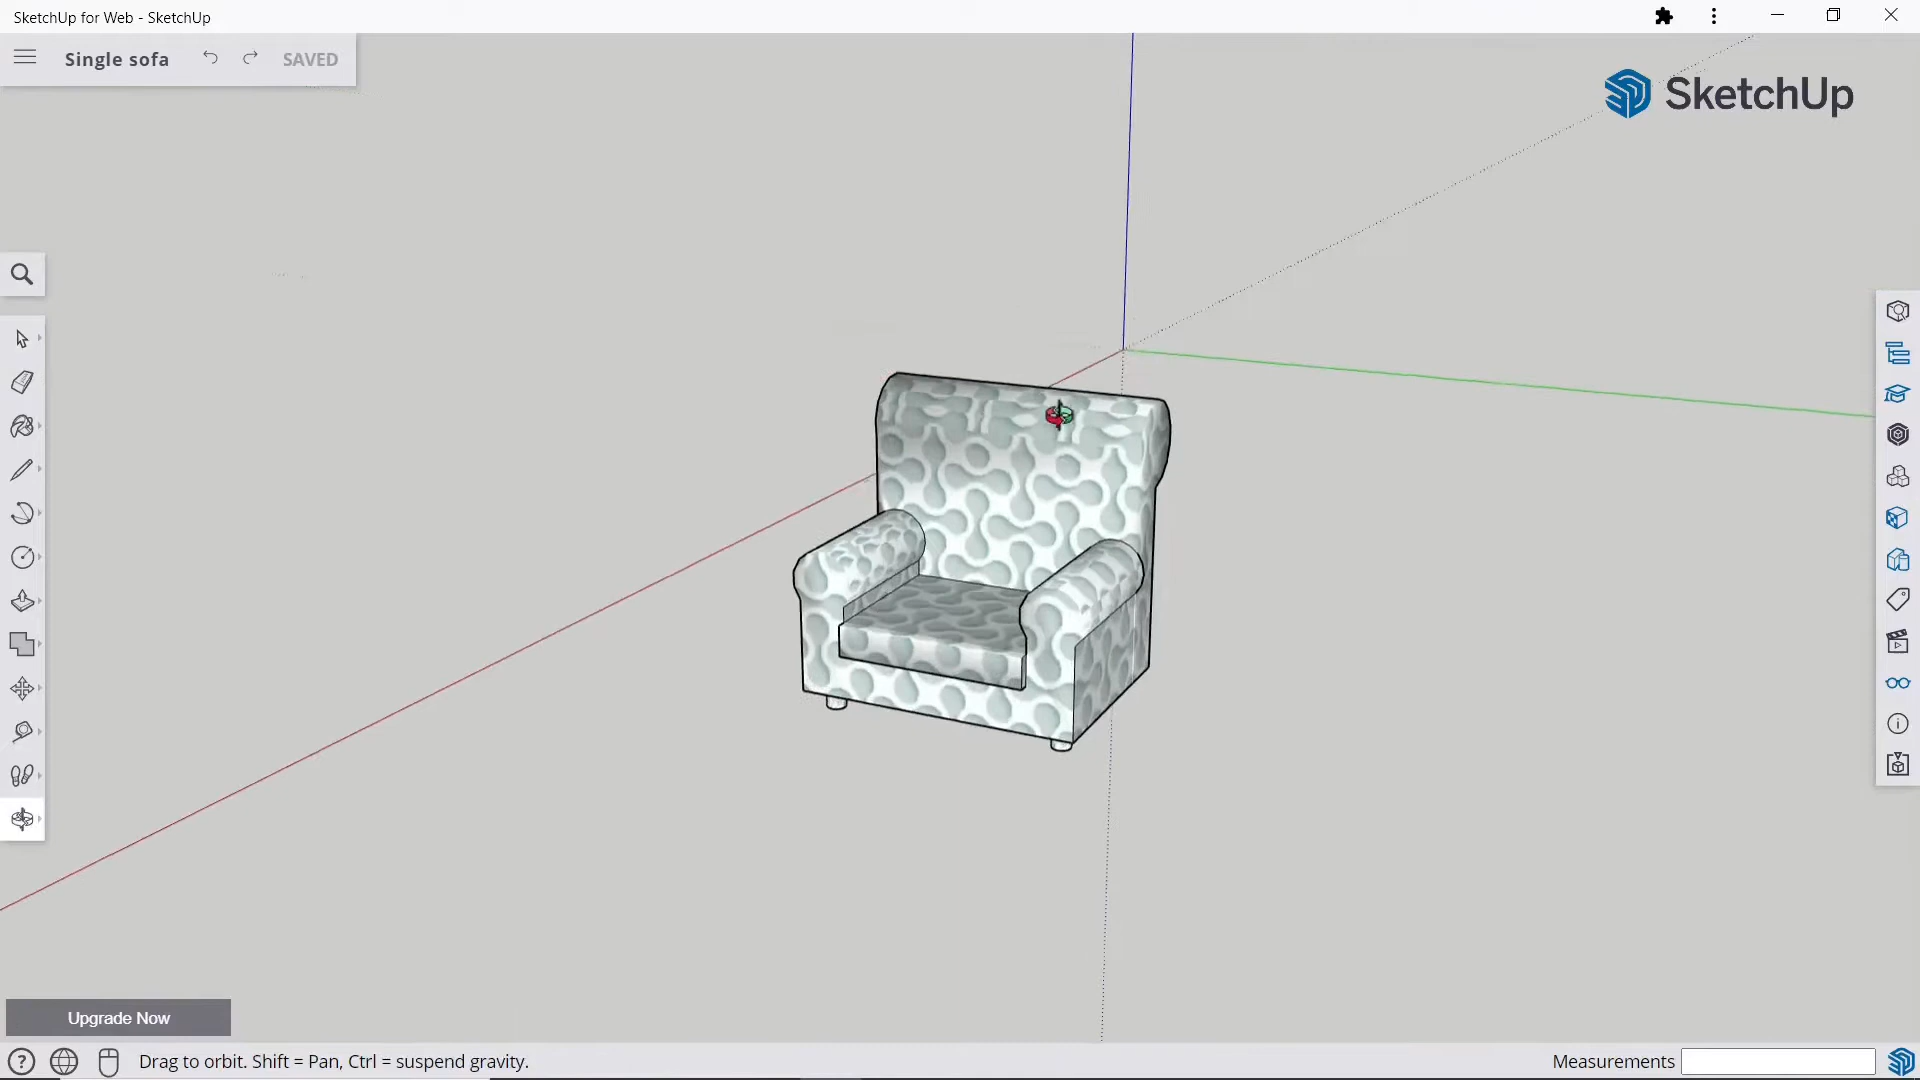 SketchUp for Web - SketchUp
Single sofa
SAVED
SketchUp
Upgrade Now
Drag to orbit. Shift = Pan, Ctrl = suspend gravity.
Measurements